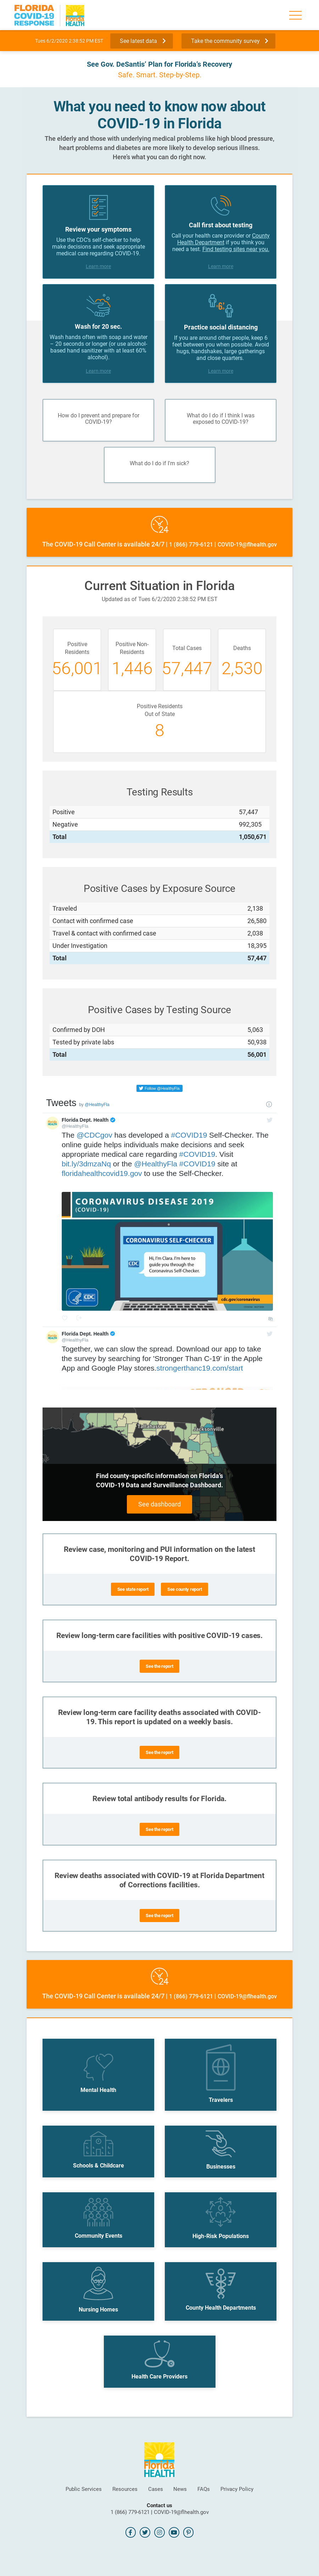 FLORIDA
COVID-19
RESPONSE
Florida
HEALTH
Tues 6/2/2020 2:38:52 PM EST
See latest data
Take the community survey
See Gov. DeSantis' Plan for Florida's Recovery
Safe. Smart. Step-by-Step.
What you need to know now about
COVID-19 in Florida
The elderly and those with underlying medical problems like high blood pressure,
heart problems and diabetes are more likely to develop serious illness.
Here's what you can do right now.
Review your symptoms
Use the CDC's self-checker to help
make decisions and seek appropriate
medical care regarding COVID-19.
Learn more
Call first about testing
Call your health care provider or County
Health Department if you think you
need a test. Find testing sites near you.
Learn more
Wash for 20 sec.
Wash hands often with soap and water
– 20 seconds or longer (or use alcohol-
based hand sanitizer with at least 60%
alcohol).
Learn more
Practice social distancing
If you are around other people, keep 6
feet between you when possible. Avoid
hugs, handshakes, large gatherings
and close quarters.
Learn more
How do I prevent and prepare for
COVID-19?
What do I do if I think I was
exposed to COVID-19?
What do I do if I'm sick?
24
The COVID-19 Call Center is available 24/7 | 1 (866) 779-6121 | COVID-19@flhealth.gov
Current Situation in Florida
Updated as of Tues 6/2/2020 2:38:52 PM EST
Positive
Residents
56,001
Positive Non-
Residents
1,446
Total Cases
57,447
Deaths
2,530
Positive Residents
Out of State
8
Testing Results
Positive 57,447
Negative 992,305
Total 1,050,671
Positive Cases by Exposure Source
Traveled 2,138
Contact with confirmed case 26,580
Travel & contact with confirmed case 2,038
Under Investigation 18,395
Total 57,447
Positive Cases by Testing Source
Confirmed by DOH 5,063
Tested by private labs 50,938
Total 56,001
Follow @HealthyFla
Tweets by @HealthyFla
Florida Dept. Health
@HealthyFla
The @CDCgov has developed a #COVID19 Self-Checker. The
online guide helps individuals make decisions and seek
appropriate medical care regarding #COVID19. Visit
bit.ly/3dmzaNq or the @HealthyFla #COVID19 site at
floridahealthcovid19.gov to use the Self-Checker.
CORONAVIRUS DISEASE 2019
CORONAVIRUS SELF-CHECKER
CDC
Hi, I'm Clara. I'm here to
guide you through the
Coronavirus Self-Checker.
CDC
cdc.gov/coronavirus
Florida Dept. Health
@HealthyFla
Together, we can slow the spread. Download our app to take
the survey by searching for 'Stronger Than C-19' in the Apple
App and Google Play stores.strongerthanc19.com/start
Tallahassee
Jacksonville
Find county-specific information on Florida's
COVID-19 Data and Surveillance Dashboard.
See dashboard
Review case, monitoring and PUI information on the latest
COVID-19 Report.
See state report
See county report
Review long-term care facilities with positive COVID-19 cases.
See the report
Review long-term care facility deaths associated with COVID-
19. This report is updated on a weekly basis.
See the report
Review total antibody results for Florida.
See the report
Review deaths associated with COVID-19 at Florida Department
of Corrections facilities.
See the report
24
The COVID-19 Call Center is available 24/7 | 1 (866) 779-6121 | COVID-19@flhealth.gov
Mental Health
Travelers
Schools & Childcare
Businesses
Community Events
High-Risk Populations
Nursing Homes
County Health Departments
Health Care Providers
Florida
HEALTH
Public Services Resources Cases News FAQs Privacy Policy
Contact us
1 (866) 779-6121 | COVID-19@flhealth.gov